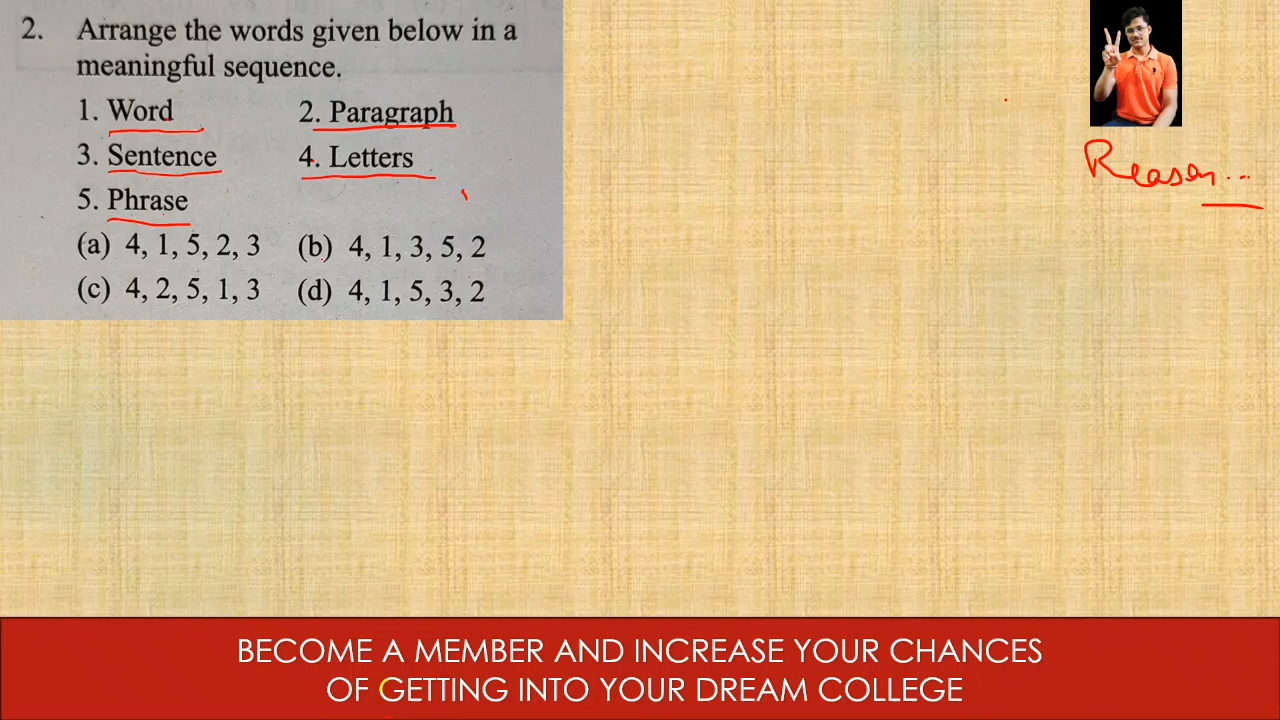 2. Arrange the words given below in a
meaningful sequence.
1. Word 2. Paragraph
3. Sentence 4. Letters
5. Phrase
(a) 4, 1, 5, 2, 3 (b) 4, 1, 3, 5, 2
(c) 4, 2, 5, 1, 3 (d) 4, 1, 5, 3, 2
Reason...
BECOME A MEMBER AND INCREASE YOUR CHANCES
OF GETTING INTO YOUR DREAM COLLEGE